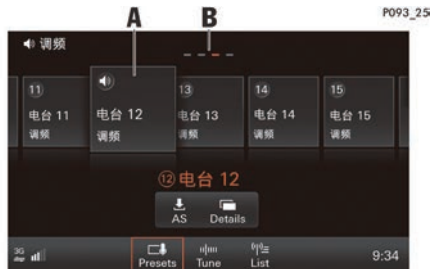 A B P093_25
调频
11 13 14 15
电台 11 电台 12 电台 13 电台 14 电台 15
调频 调频 调频 调频 调频
⑫电台 12
AS Details
3G
Presets Tune List 9:34